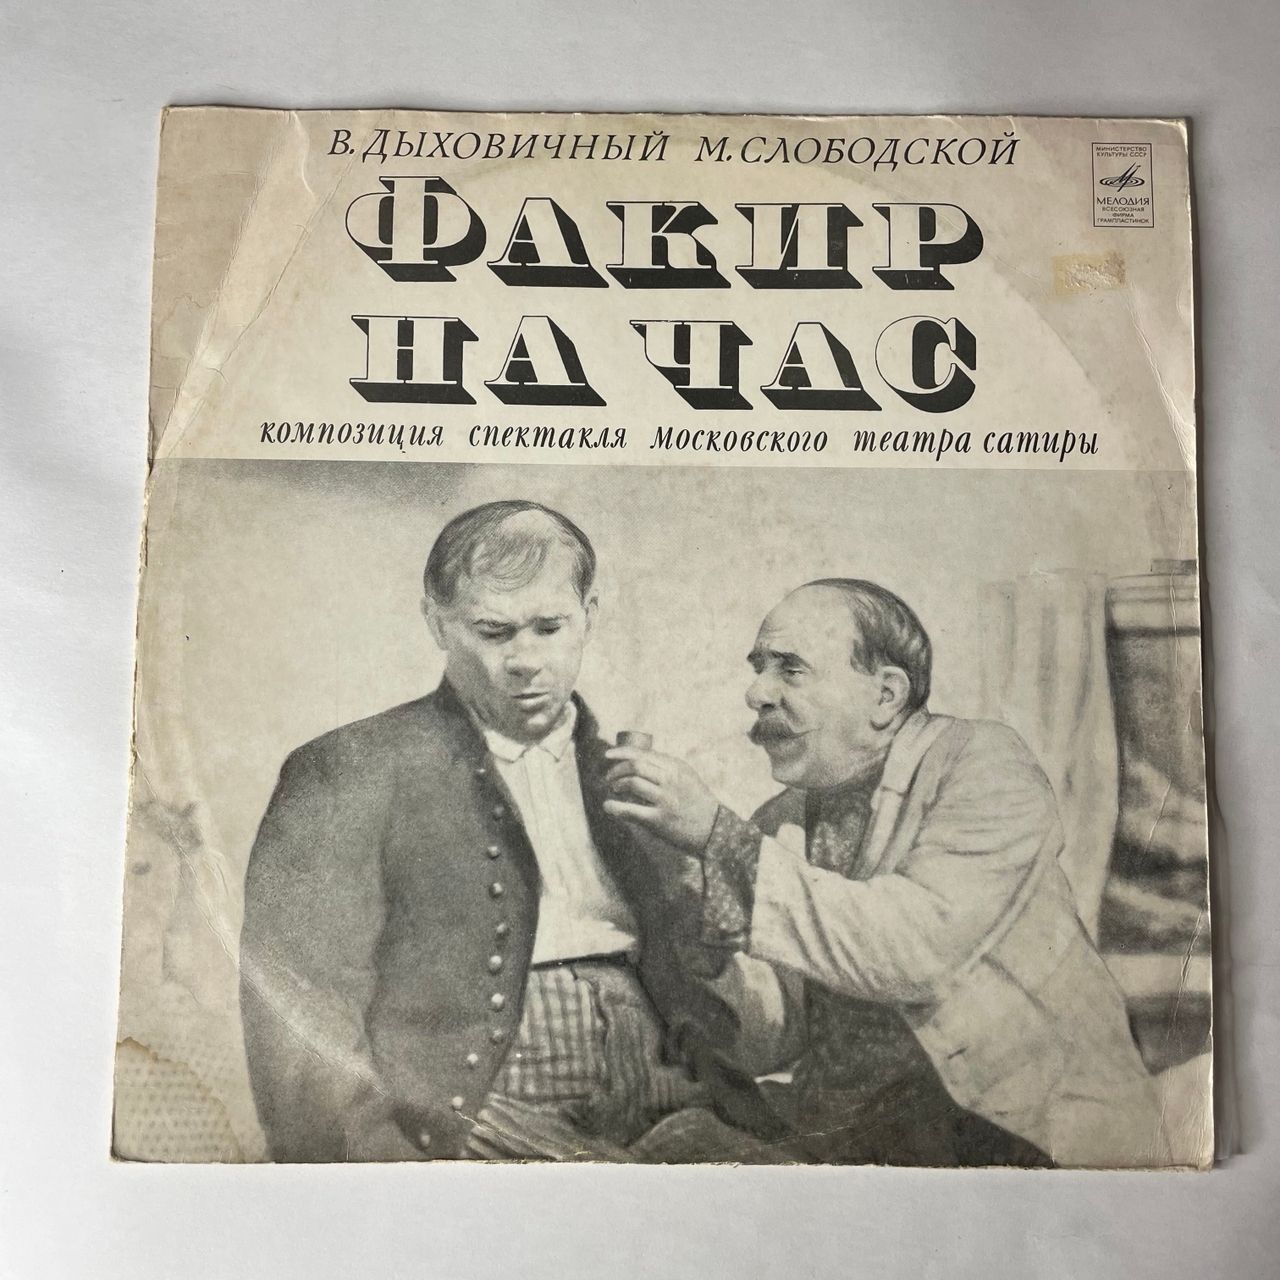 В. ДЫХОВИЧНЫЙ М. СЛОБОДСКОЙ
МИНИСТЕРСТВО
КУЛЬТУРЫ СССР
МЕЛОДИЯ
ВСЕСОЮЗНАЯ
ФИРМА
ГРАМПЛАСТИНОК
ФАКИР
НА ЧАС
композиция спектакля московского театра сатиры